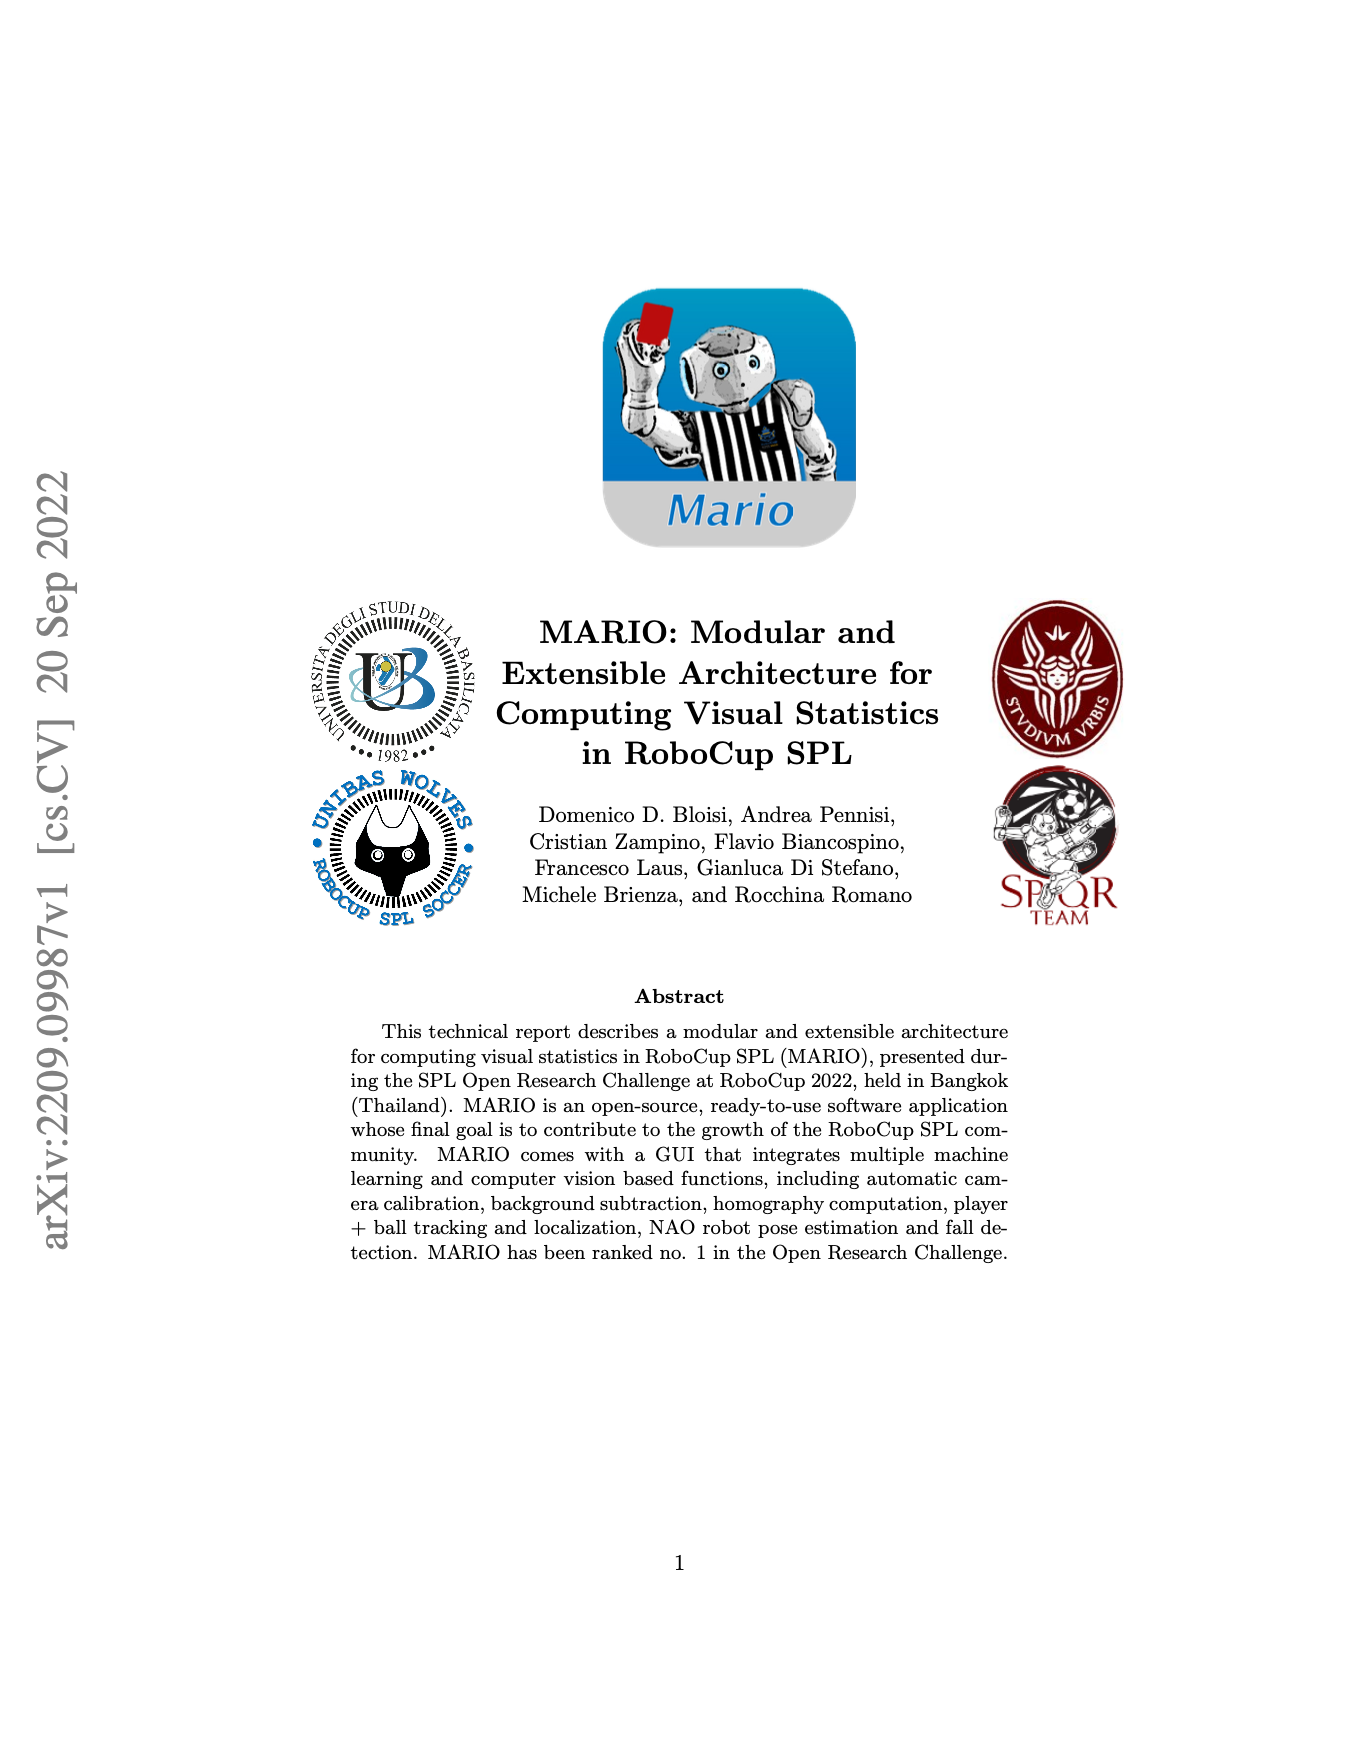 arXiv:2209.09987v1 [cs.CV] 20 Sep 2022
Mario
UNIVERSITÀ DEGLI STUDI DELLA BASILICATA
1982
UNIBAS WOLVES
ROBOCUP SPL SOCCER
MARIO: Modular and
Extensible Architecture for
Computing Visual Statistics
in RoboCup SPL
Domenico D. Bloisi, Andrea Pennisi,
Cristian Zampino, Flavio Biancospino,
Francesco Laus, Gianluca Di Stefano,
Michele Brienza, and Rocchina Romano
STVDIVM VRBIS
SPQR
TEAM
Abstract
This technical report describes a modular and extensible architecture
for computing visual statistics in RoboCup SPL (MARIO), presented dur-
ing the SPL Open Research Challenge at RoboCup 2022, held in Bangkok
(Thailand). MARIO is an open-source, ready-to-use software application
whose final goal is to contribute to the growth of the RoboCup SPL com-
munity. MARIO comes with a GUI that integrates multiple machine
learning and computer vision based functions, including automatic cam-
era calibration, background subtraction, homography computation, player
+ ball tracking and localization, NAO robot pose estimation and fall de-
tection. MARIO has been ranked no. 1 in the Open Research Challenge.
1